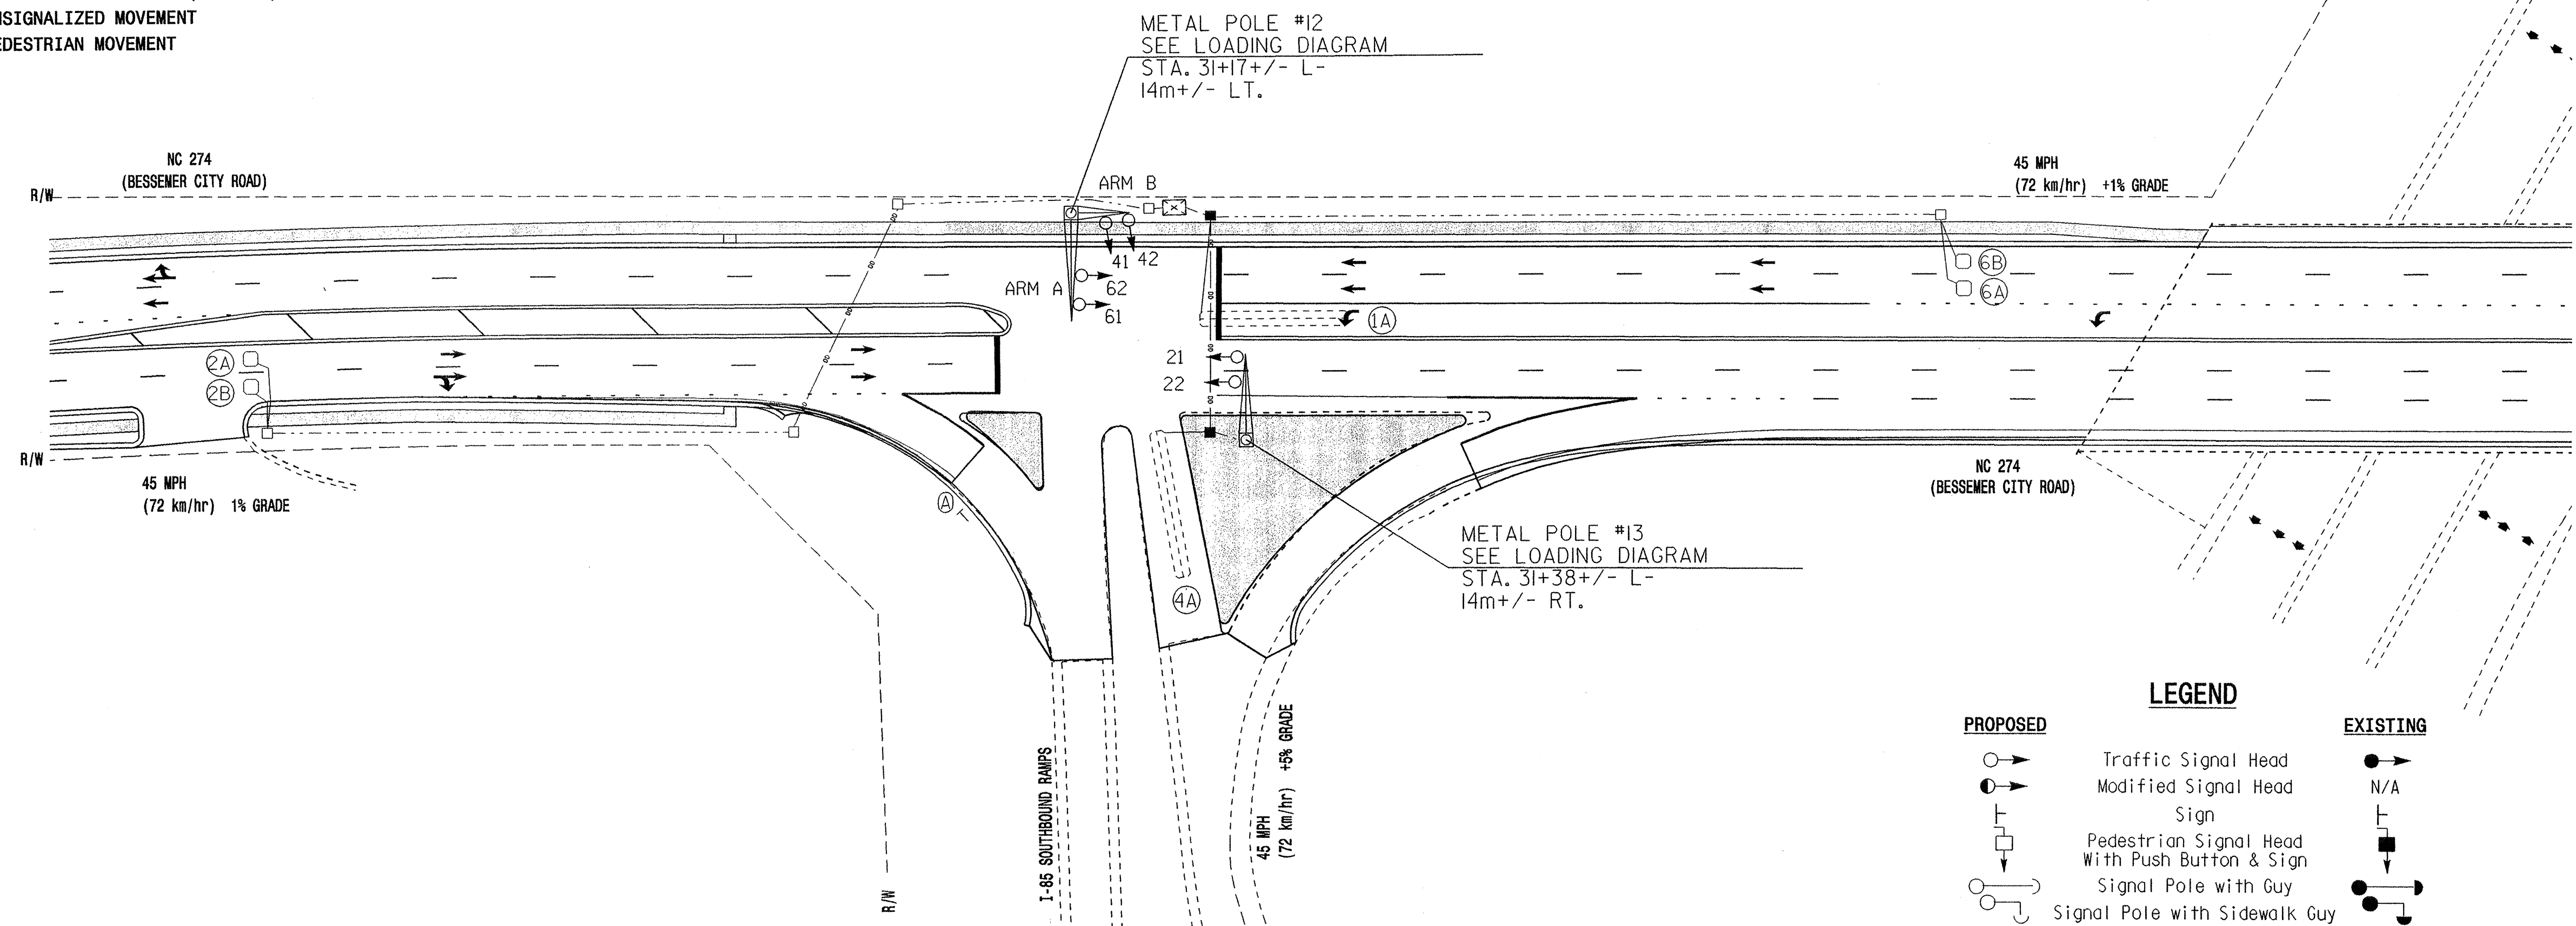 NSIGNALIZED MOVEMENT
EDESTRIAN MOVEMENT
METAL POLE #12
SEE LOADING DIAGRAM
STA. 31+17+/- L-
14m+/- LT.
NC 274
(BESSEMER CITY ROAD)
R/W
45 MPH
(72 km/hr) +1% GRADE
ARM B
41
42
ARM A
62
61
6B
6A
1A
21
22
2A
2B
R/W
45 MPH
(72 km/hr) 1% GRADE
A
NC 274
(BESSEMER CITY ROAD)
METAL POLE #13
SEE LOADING DIAGRAM
STA. 31+38+/- L-
14m+/- RT.
4A
R/W
I-85 SOUTHBOUND RAMPS
45 MPH
(72 km/hr) +5% GRADE
LEGEND
PROPOSED
EXISTING
Traffic Signal Head
Modified Signal Head
N/A
Sign
Pedestrian Signal Head
With Push Button & Sign
Signal Pole with Guy
Signal Pole with Sidewalk Guy